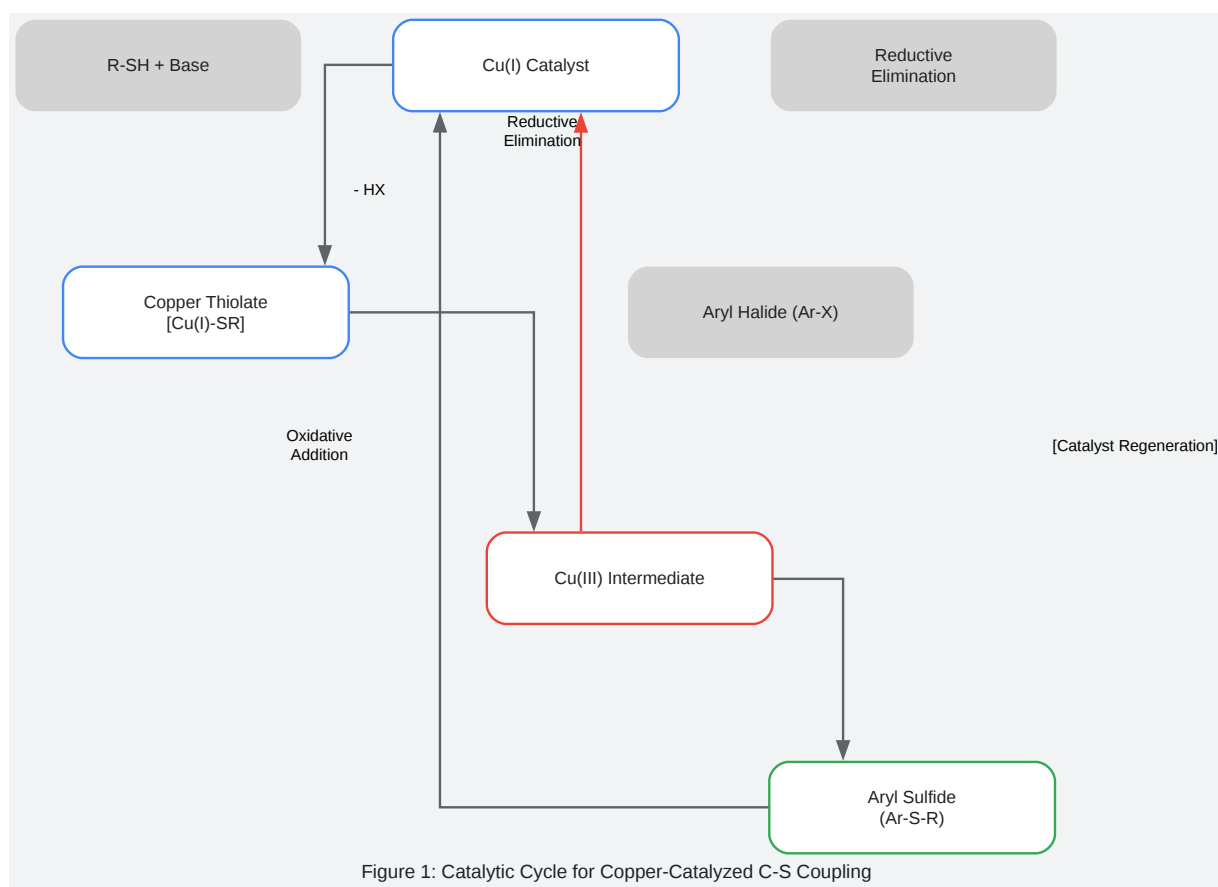 R-SH + Base
Cu(I) Catalyst
Reductive
Elimination
Reductive
Elimination
- HX
Copper Thiolate
[Cu(I)-SR]
Aryl Halide (Ar-X)
Oxidative
Addition
[Catalyst Regeneration]
Cu(III) Intermediate
Aryl Sulfide
(Ar-S-R)
Figure 1: Catalytic Cycle for Copper-Catalyzed C-S Coupling